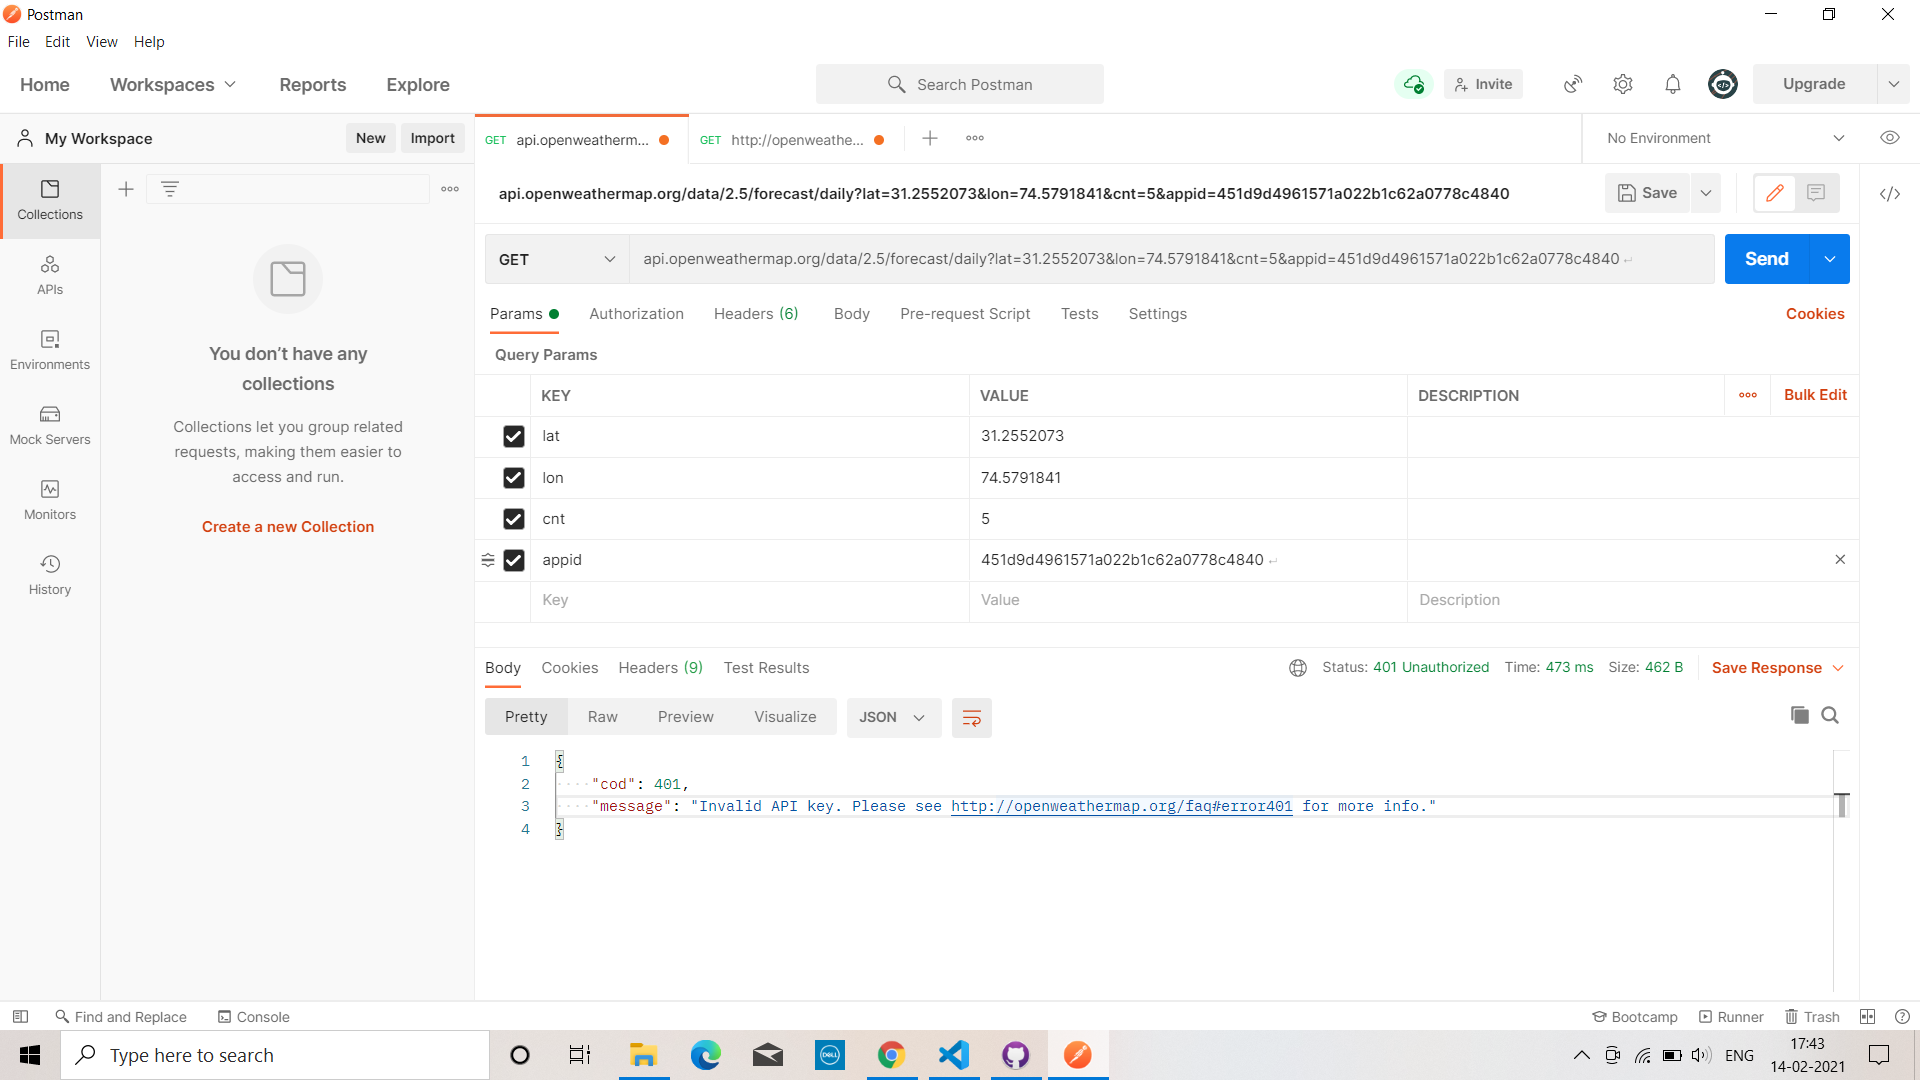 Postman
File Edit View Help
Home Workspaces Reports Explore Search Postman Invite Upgrade
My Workspace New Import GET api.openweatherm... GET http://openweathe... No Environment
Collections
APIs
Environments
Mock Servers
Monitors
History
You don’t have any
collections
Collections let you group related
requests, making them easier to
access and run.
Create a new Collection
api.openweathermap.org/data/2.5/forecast/daily?lat=31.2552073&lon=74.5791841&cnt=5&appid=451d9d4961571a022b1c62a0778c4840 Save
GET api.openweathermap.org/data/2.5/forecast/daily?lat=31.2552073&lon=74.5791841&cnt=5&appid=451d9d4961571a022b1c62a0778c4840 Send
Params Authorization Headers (6) Body Pre-request Script Tests Settings Cookies
Query Params
KEY VALUE DESCRIPTION Bulk Edit
lat 31.2552073
lon 74.5791841
cnt 5
appid 451d9d4961571a022b1c62a0778c4840
Key Value Description
Body Cookies Headers (9) Test Results Status: 401 Unauthorized Time: 473 ms Size: 462 B Save Response
Pretty Raw Preview Visualize JSON
1 {
2 "cod": 401,
3 "message": "Invalid API key. Please see http://openweathermap.org/faq#error401 for more info."
4 }
Find and Replace Console Bootcamp Runner Trash
Type here to search DELL ENG 17:43
14-02-2021